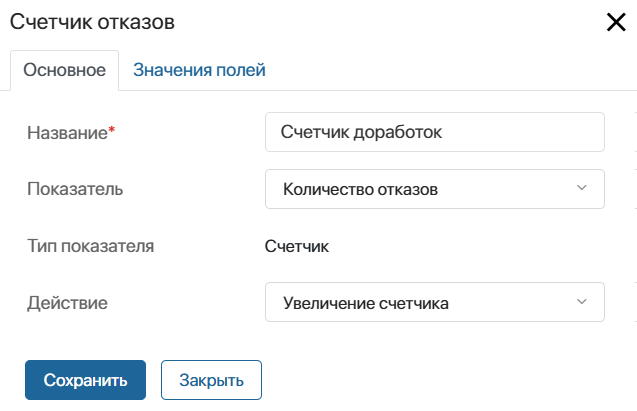 Счетчик отказов
Основное Значения полей
Название* Счетчик доработок
Показатель Количество отказов
Тип показателя Счетчик
Действие Увеличение счетчика
Сохранить Закрыть